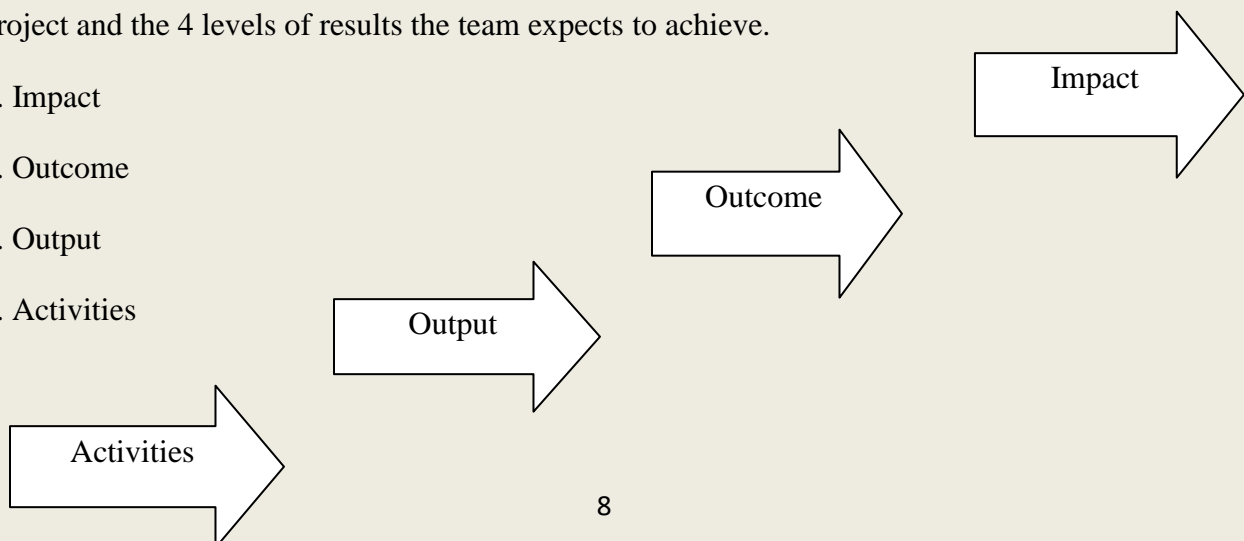 roject and the 4 levels of results the team expects to achieve.
. Impact
. Outcome
. Output
. Activities
Impact
Outcome
Output
Activities
8